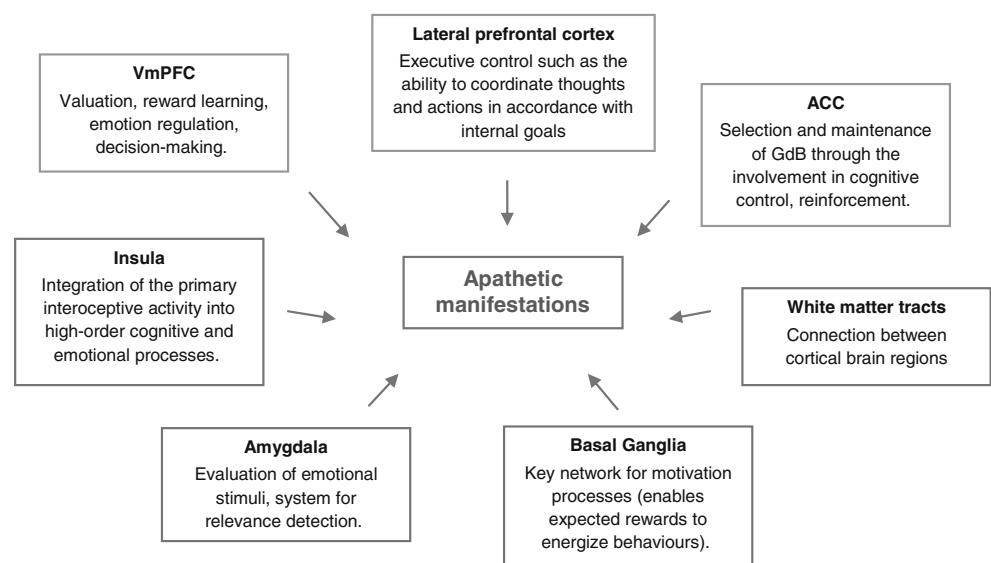 Lateral prefrontal cortex
Executive control such as the
ability to coordinate thoughts
and actions in accordance with
internal goals
VmPFC
Valuation, reward learning,
emotion regulation,
decision-making.
ACC
Selection and maintenance
of GdB through the
involvement in cognitive
control, reinforcement.
Insula
Integration of the primary
interoceptive activity into
high-order cognitive and
emotional processes.
Apathetic
manifestations
White matter tracts
Connection between
cortical brain regions
Amygdala
Evaluation of emotional
stimuli, system for
relevance detection.
Basal Ganglia
Key network for motivation
processes (enables
expected rewards to
energize behaviours).